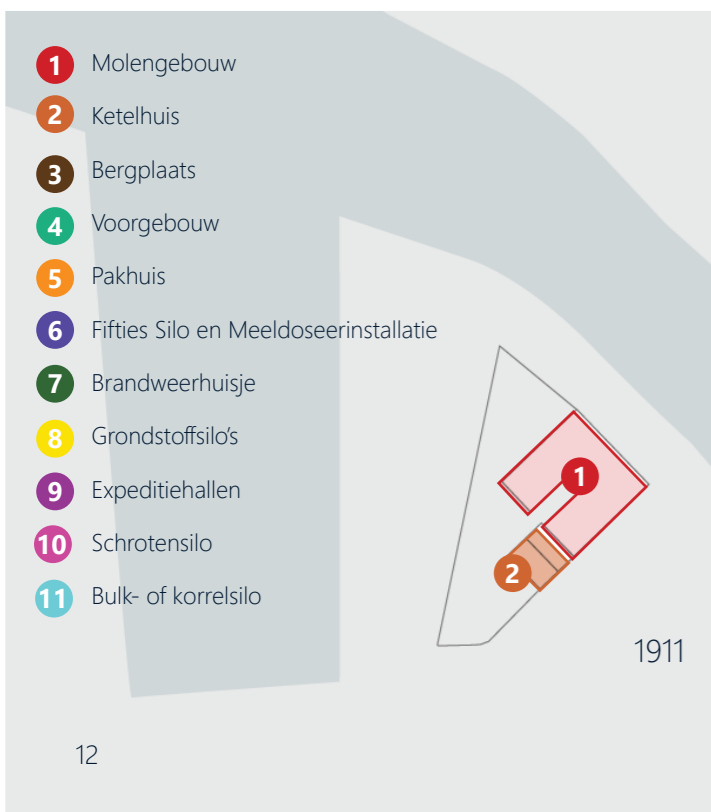 1 Molengebouw
2 Ketelhuis
3 Bergplaats
4 Voorgebouw
5 Pakhuis
6 Fifties Silo en Meeldoseerinstallatie
7 Brandweerhuisje
8 Grondstoffsilo's
9 Expeditiehallen
10 Schrotensilo
11 Bulk- of korrelsilo
1
2
1911
12